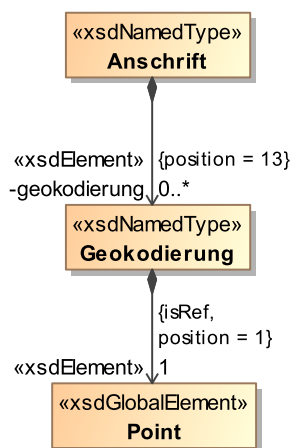 «xsdNamedType»
Anschrift
«xsdElement» {position = 13}
-geokodierung 0..*
«xsdNamedType»
Geokodierung
{isRef,
position = 1}
«xsdElement» 1
«xsdGlobalElement»
Point